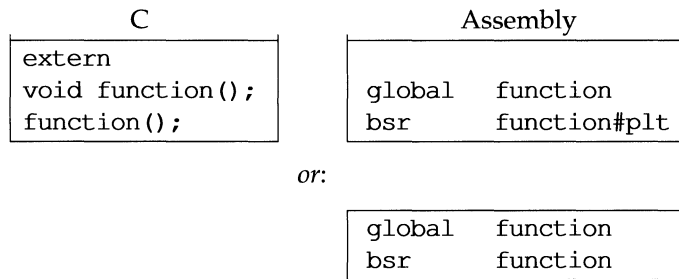 C Assembly
extern
void function(); global function
function(); bsr function#plt
or:
global function
bsr function